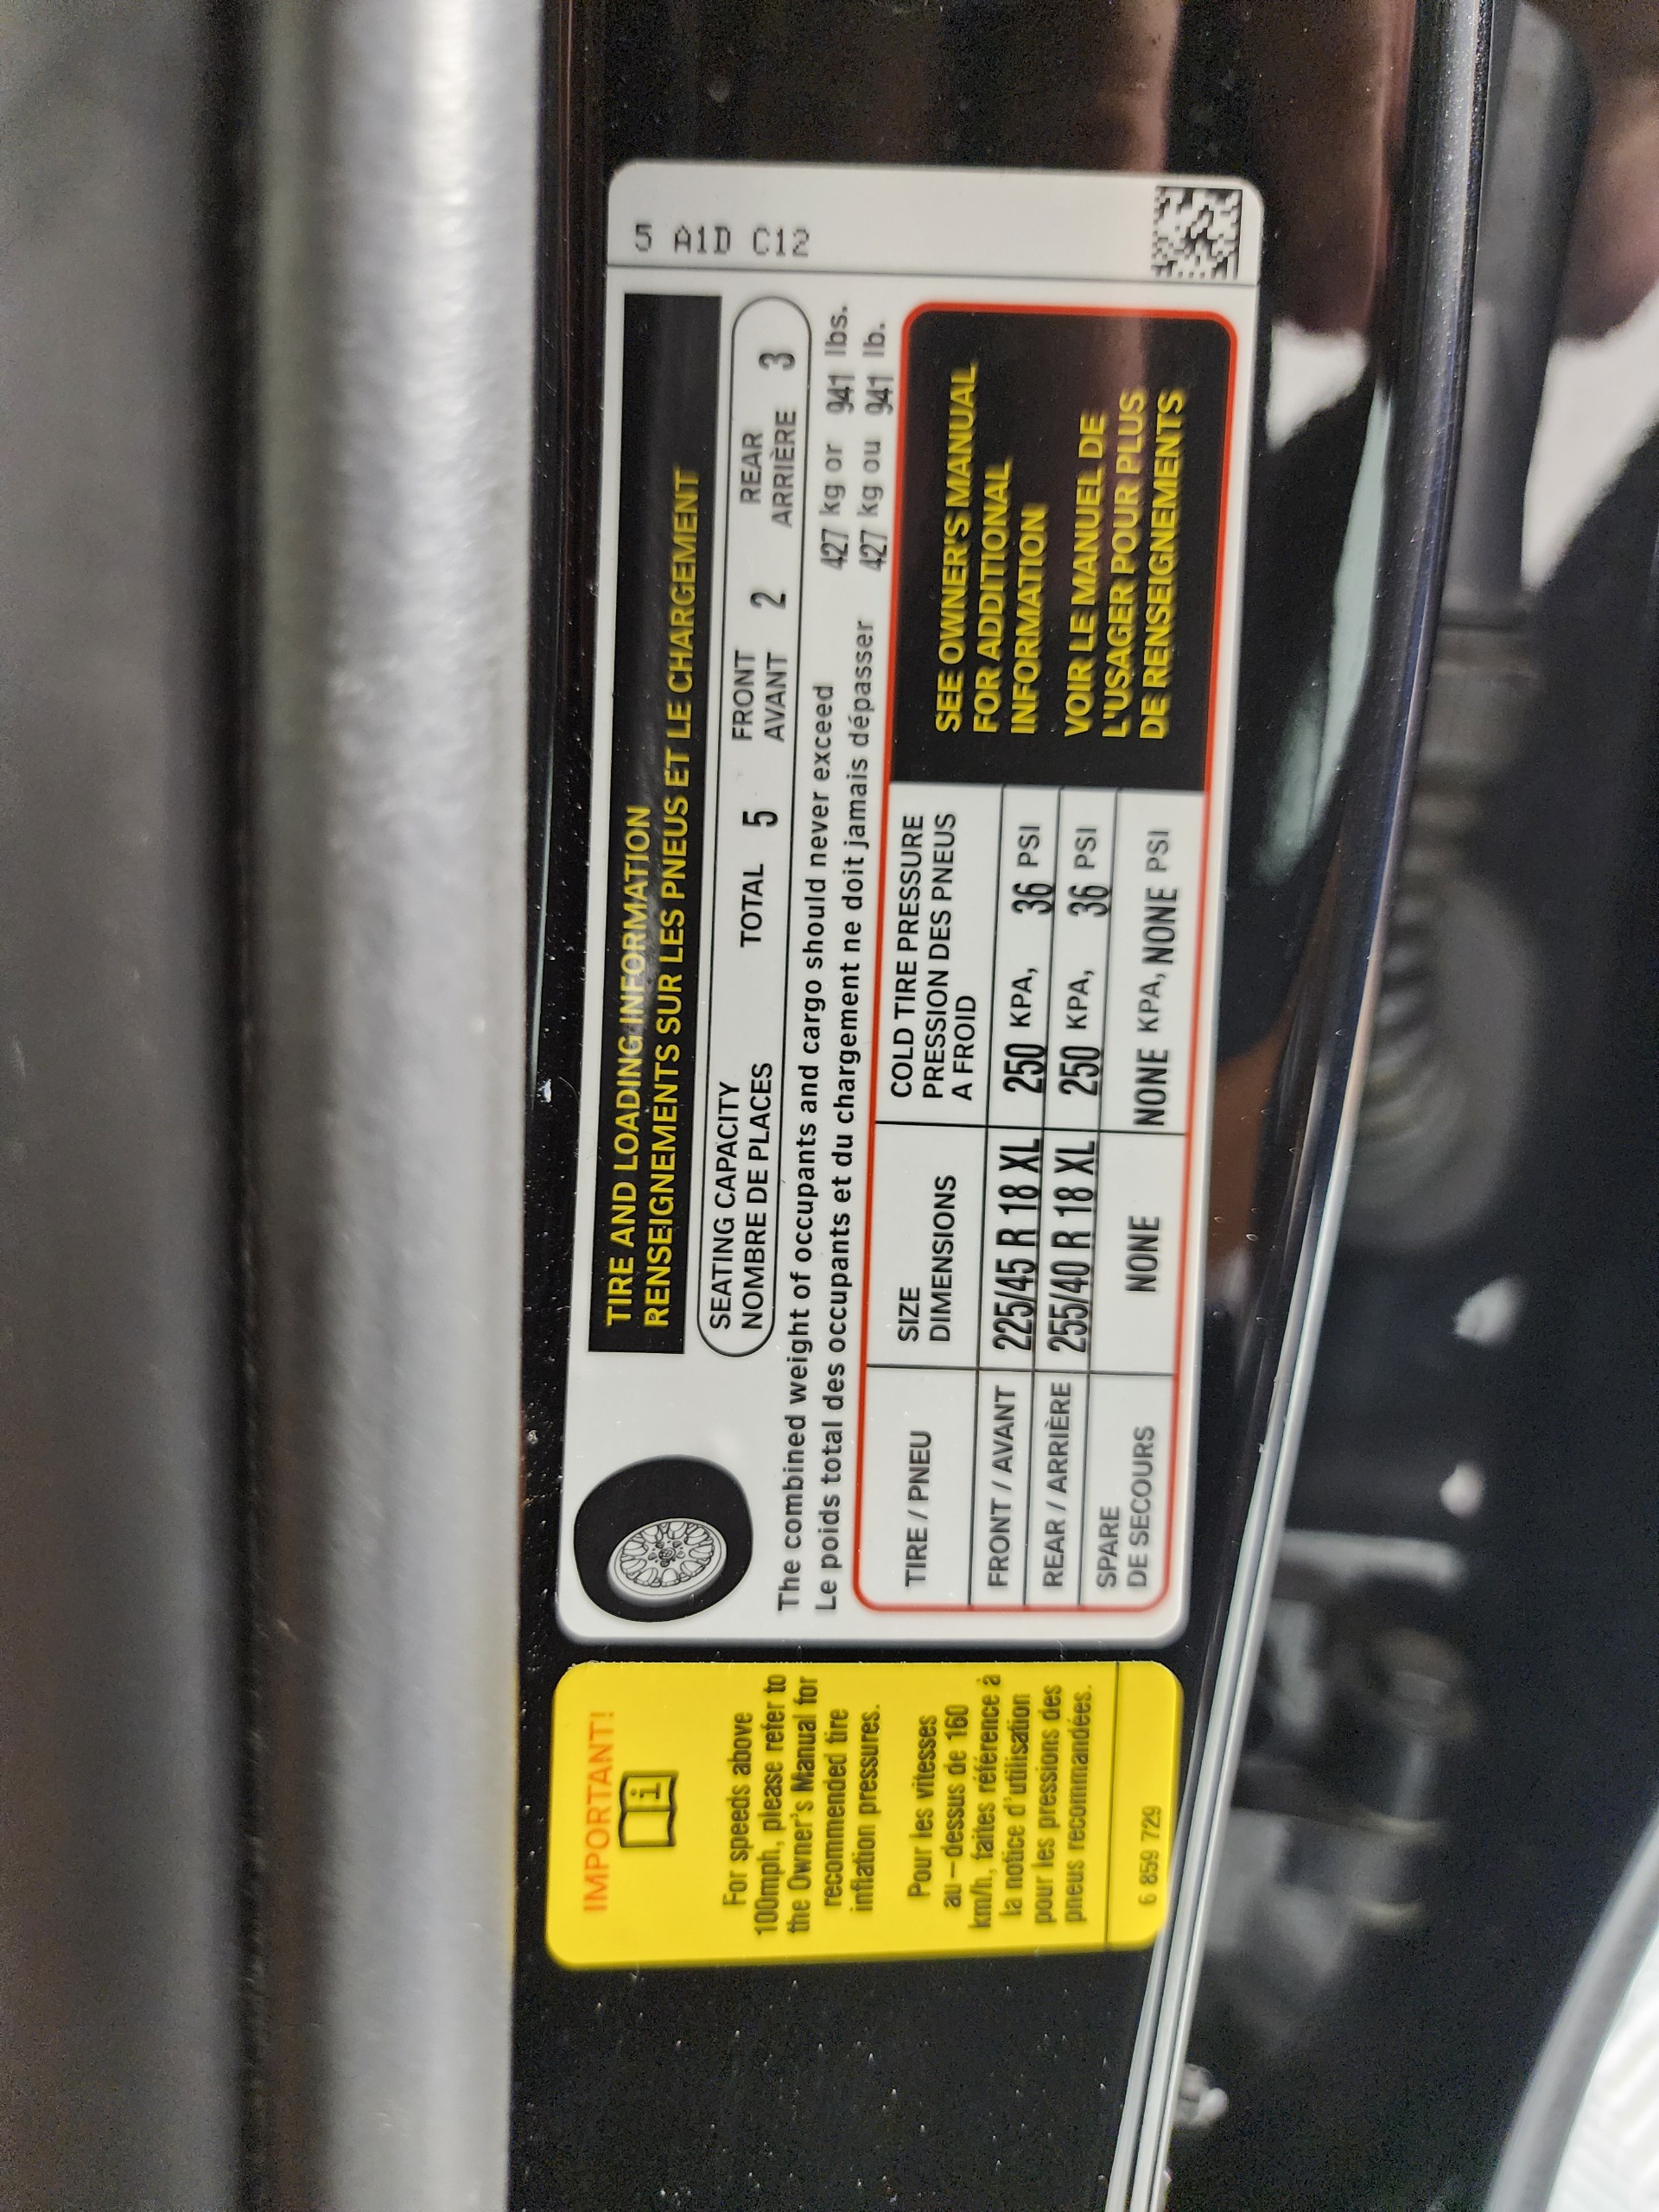 IMPORTANT!
i
For speeds above
100mph, please refer to
the Owner's Manual for
recommended tire
inflation pressures.
Pour les vitesses
au-dessus de 160
km/h, faites référence à
la notice d'utilisation
pour les pressions des
pneus recommandées.
6 859 729
TIRE AND LOADING INFORMATION
RENSEIGNEMENTS SUR LES PNEUS ET LE CHARGEMENT
SEATING CAPACITY TOTAL 5 FRONT 2 REAR 3
NOMBRE DE PLACES AVANT ARRIÈRE
The combined weight of occupants and cargo should never exceed 427 kg or 941 lbs.
Le poids total des occupants et du chargement ne doit jamais dépasser 427 kg ou 941 lb.
TIRE / PNEU SIZE COLD TIRE PRESSURE
DIMENSIONS PRESSION DES PNEUS
A FROID
FRONT / AVANT 225/45 R 18 XL 250 KPA, 36 PSI
REAR / ARRIÈRE 255/40 R 18 XL 250 KPA, 36 PSI
SPARE NONE NONE KPA, NONE PSI
DE SECOURS
SEE OWNER'S MANUAL
FOR ADDITIONAL
INFORMATION
VOIR LE MANUEL DE
L'USAGER POUR PLUS
DE RENSEIGNEMENTS
5 A1D C12